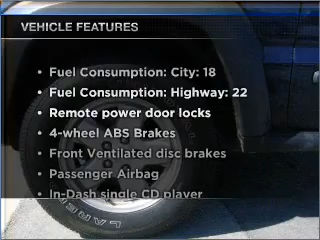 VEHICLE FEATURES
• Fuel Consumption: City: 18
• Fuel Consumption: Highway: 22
• Remote power door locks
• 4-wheel ABS Brakes
• Front Ventilated disc brakes
• Passenger Airbag
• In-Dash single CD player